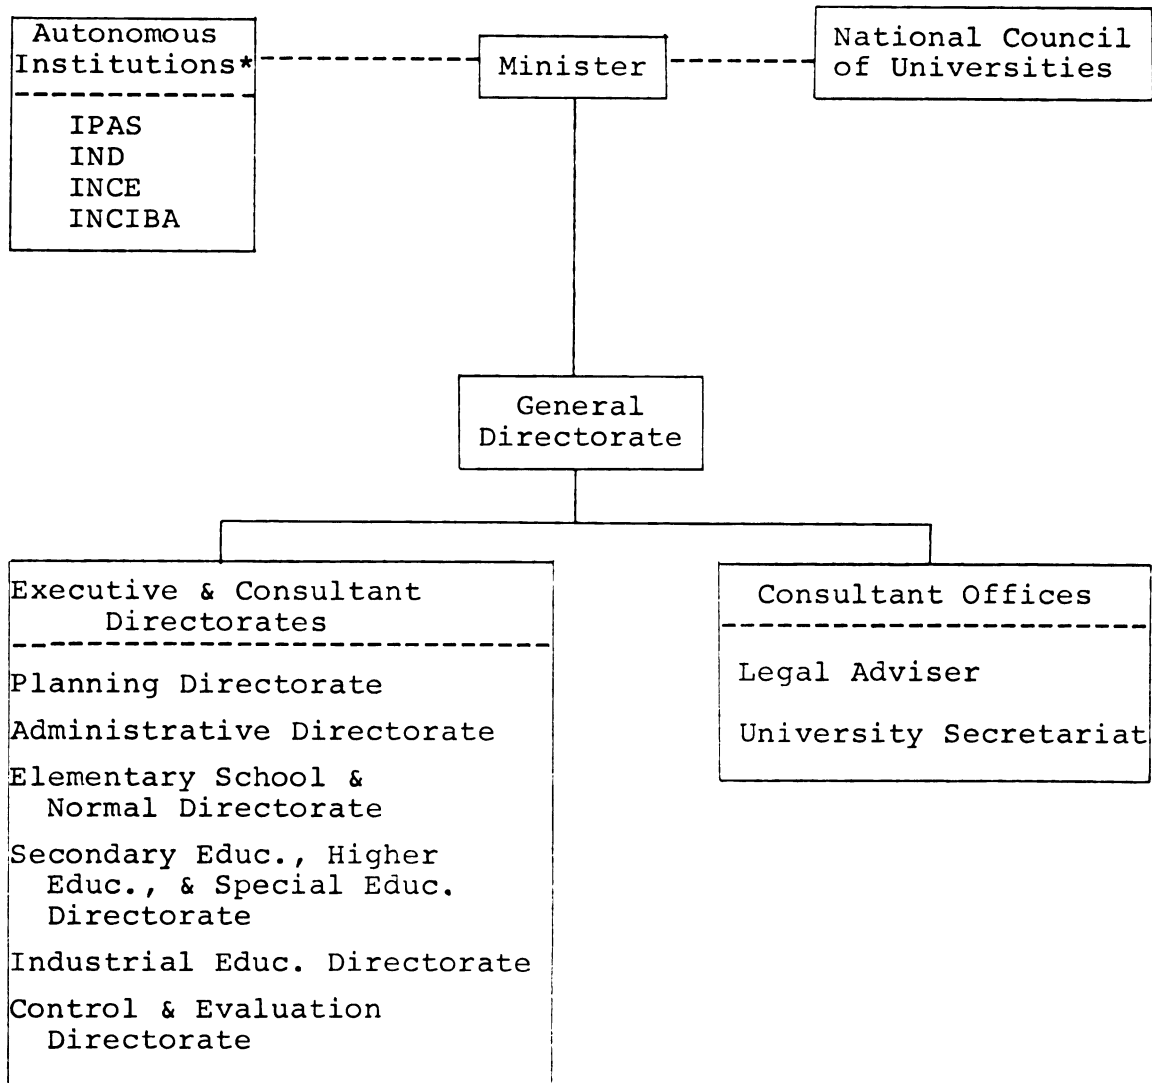 Autonomous
Institutions*
IPAS
IND
INCE
INCIBA
Minister
National Council
of Universities
General
Directorate
Executive & Consultant
Directorates
Planning Directorate
Administrative Directorate
Elementary School &
Normal Directorate
Secondary Educ., Higher
Educ., & Special Educ.
Directorate
Industrial Educ. Directorate
Control & Evaluation
Directorate
Consultant Offices
Legal Adviser
University Secretariat